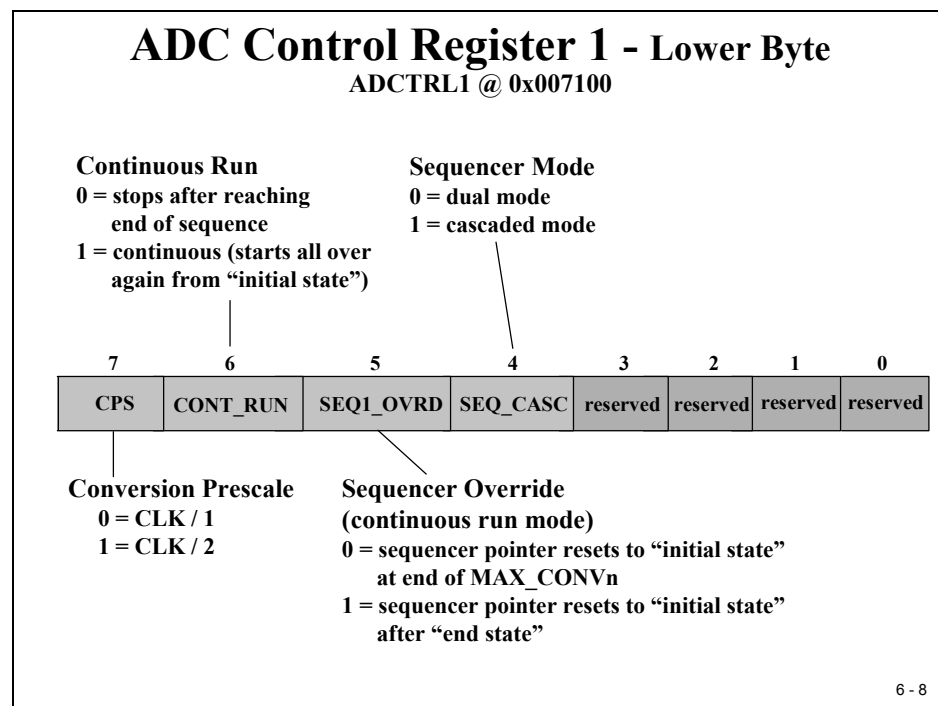 ADC Control Register 1 - Lower Byte
ADCTRL1 @ 0x007100
Continuous Run
0 = stops after reaching
end of sequence
1 = continuous (starts all over
again from “initial state”)
Sequencer Mode
0 = dual mode
1 = cascaded mode
7 6 5 4 3 2 1 0
CPS CONT_RUN SEQ1_OVRD SEQ_CASC reserved reserved reserved reserved
Conversion Prescale
0 = CLK / 1
1 = CLK / 2
Sequencer Override
(continuous run mode)
0 = sequencer pointer resets to “initial state”
at end of MAX_CONVn
1 = sequencer pointer resets to “initial state”
after “end state”
6 - 8